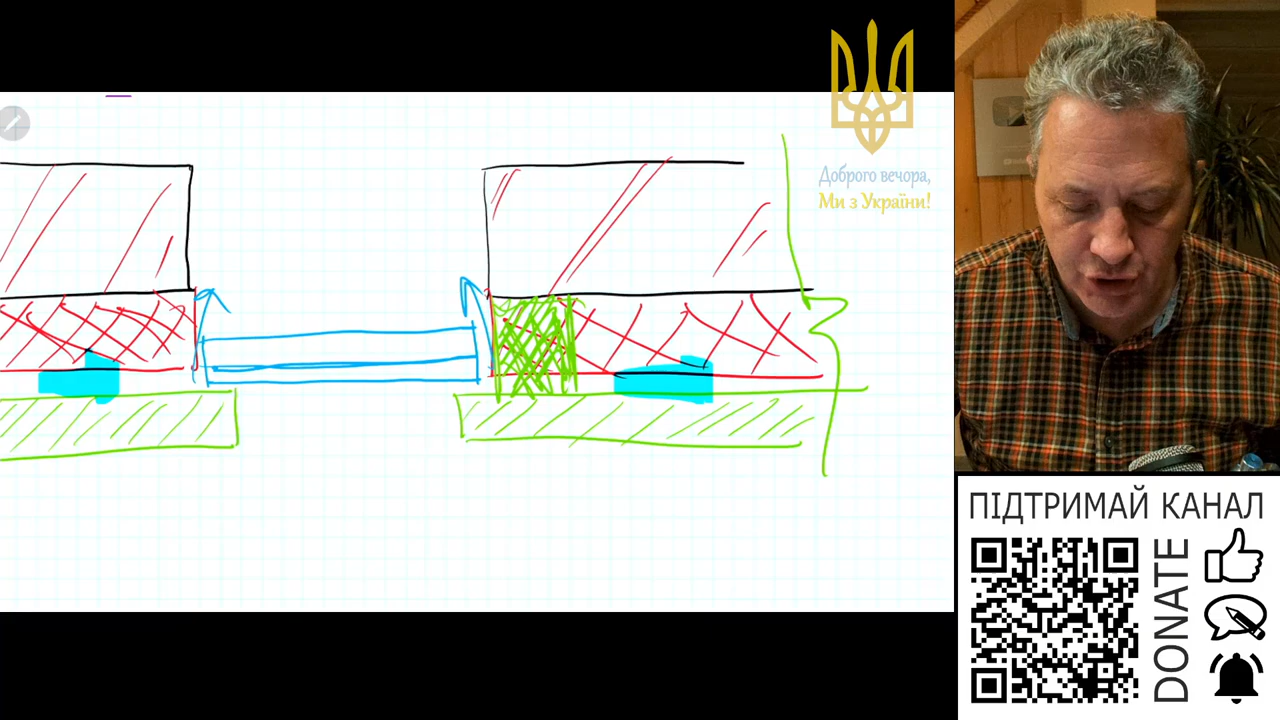 Доброго вечора,
Ми з України!
ПІДТРИМАЙ КАНАЛ
DONATE